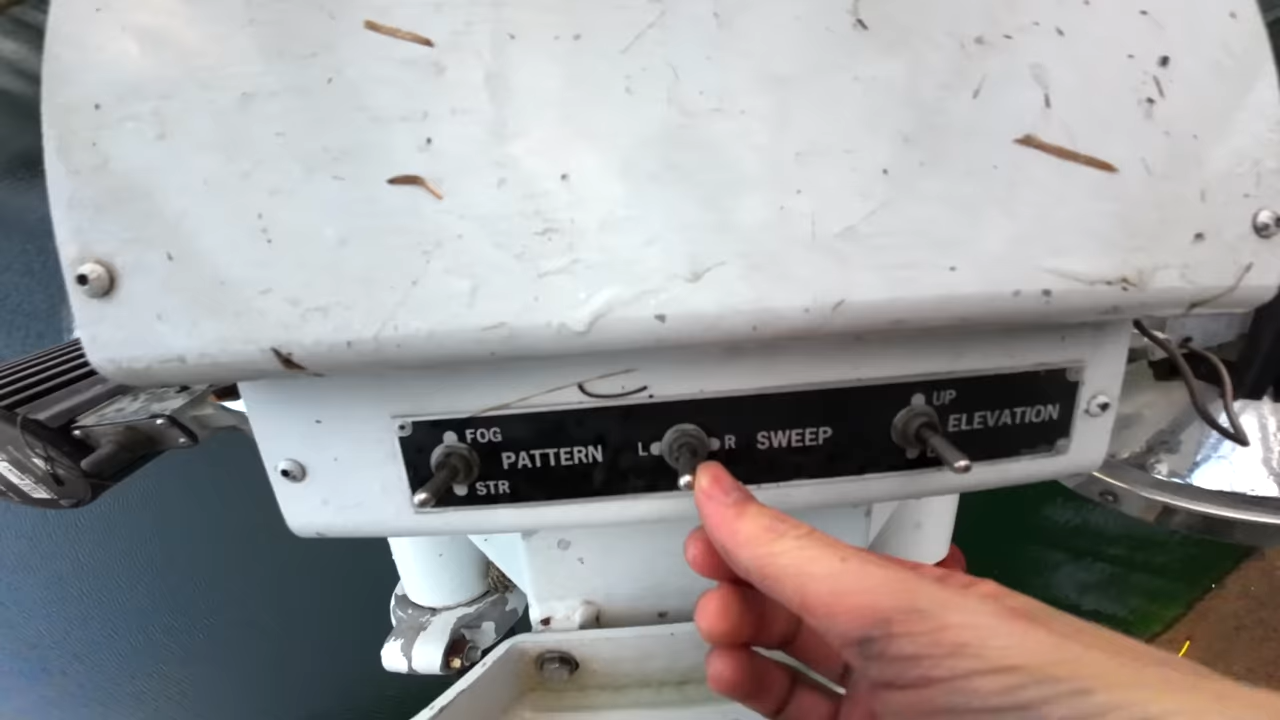 FOG
PATTERN
STR
L R SWEEP
UP
ELEVATION